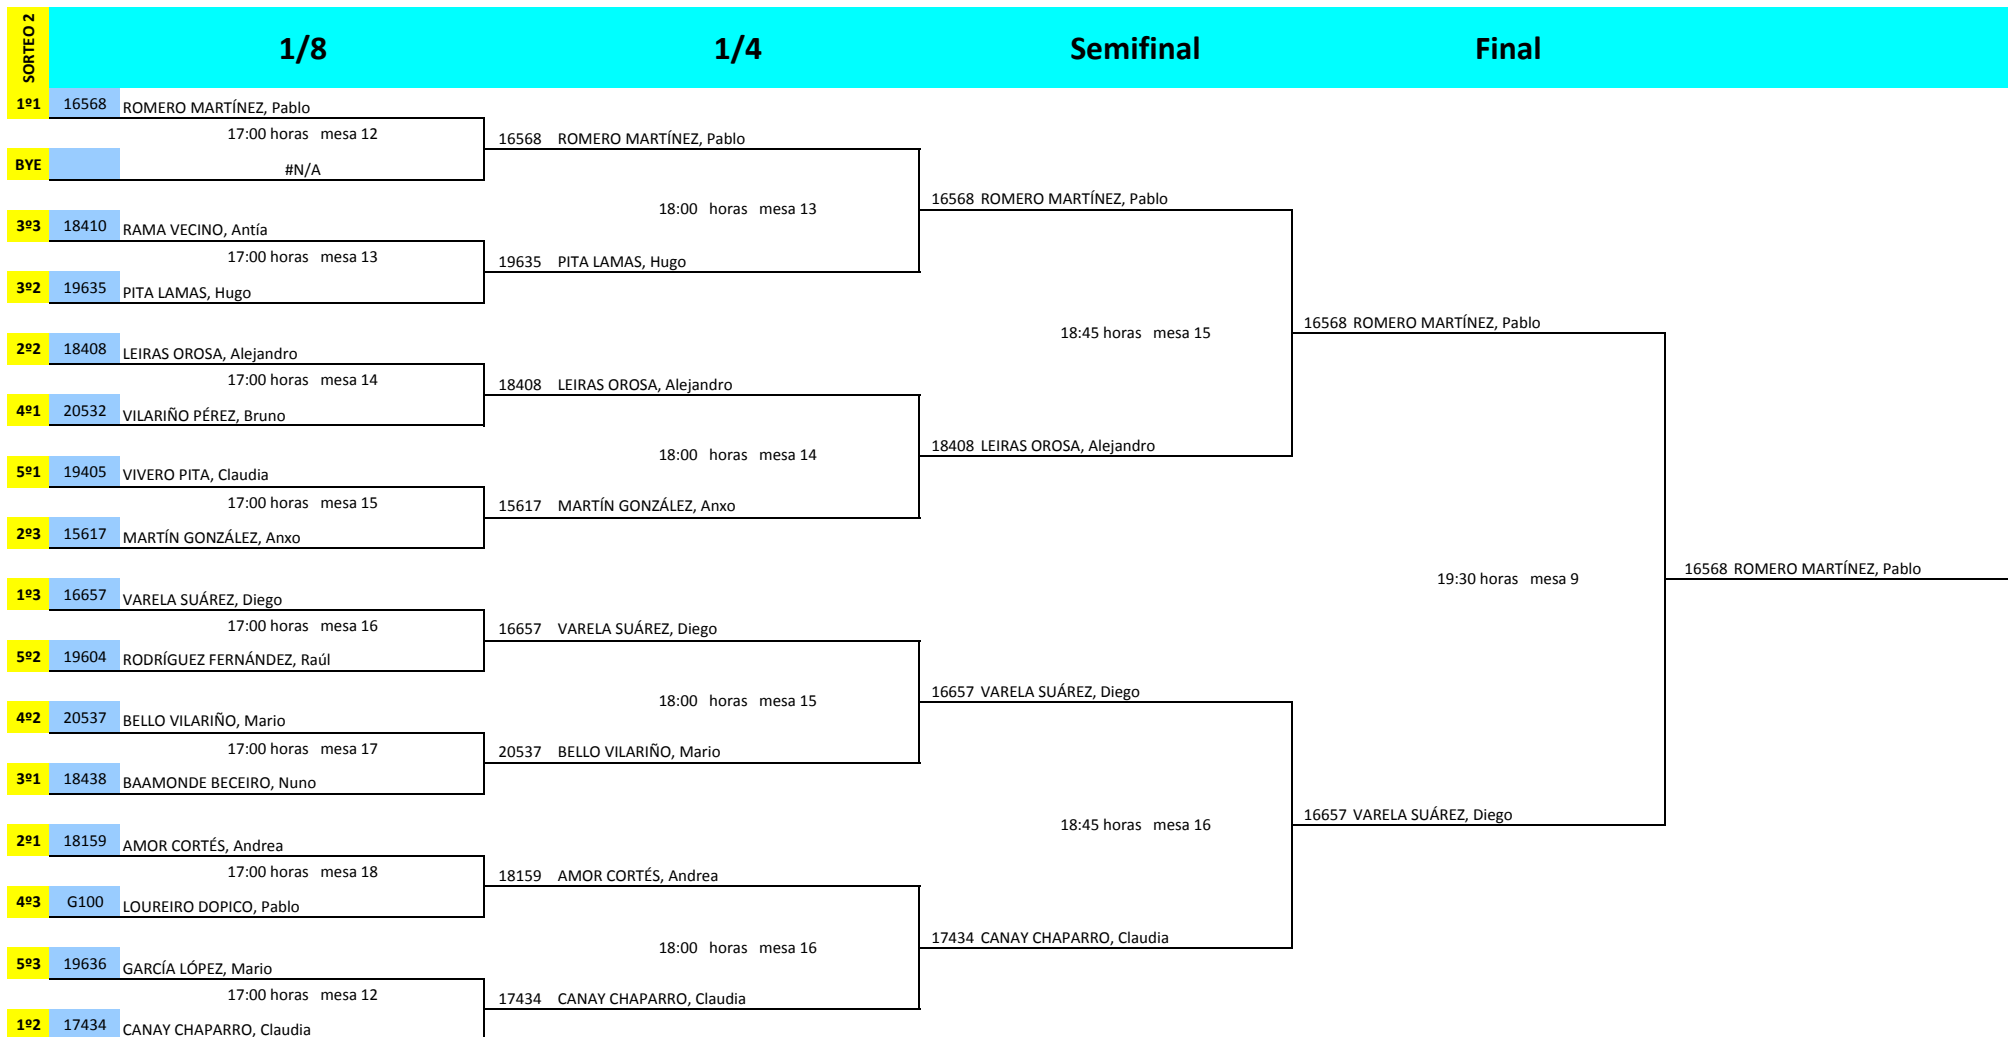 SORTEO 2 1/8 1/4 Semifinal Final
1º1 16568 ROMERO MARTÍNEZ, Pablo
17:00 horas mesa 12
16568 ROMERO MARTÍNEZ, Pablo
BYE #N/A
16568 ROMERO MARTÍNEZ, Pablo
18:00 horas mesa 13
3º3 18410 RAMA VECINO, Antía
17:00 horas mesa 13
19635 PITA LAMAS, Hugo
3º2 19635 PITA LAMAS, Hugo
16568 ROMERO MARTÍNEZ, Pablo
18:45 horas mesa 15
2º2 18408 LEIRAS OROSA, Alejandro
17:00 horas mesa 14
18408 LEIRAS OROSA, Alejandro
4º1 20532 VILARIÑO PÉREZ, Bruno
18408 LEIRAS OROSA, Alejandro
18:00 horas mesa 14
5º1 19405 VIVERO PITA, Claudia
17:00 horas mesa 15
15617 MARTÍN GONZÁLEZ, Anxo
2º3 15617 MARTÍN GONZÁLEZ, Anxo
16568 ROMERO MARTÍNEZ, Pablo
19:30 horas mesa 9
1º3 16657 VARELA SUÁREZ, Diego
17:00 horas mesa 16
16657 VARELA SUÁREZ, Diego
5º2 19604 RODRÍGUEZ FERNÁNDEZ, Raúl
16657 VARELA SUÁREZ, Diego
18:00 horas mesa 15
4º2 20537 BELLO VILARIÑO, Mario
17:00 horas mesa 17
20537 BELLO VILARIÑO, Mario
3º1 18438 BAAMONDE BECEIRO, Nuno
16657 VARELA SUÁREZ, Diego
18:45 horas mesa 16
2º1 18159 AMOR CORTÉS, Andrea
17:00 horas mesa 18
18159 AMOR CORTÉS, Andrea
4º3 G100 LOUREIRO DOPICO, Pablo
17434 CANAY CHAPARRO, Claudia
18:00 horas mesa 16
5º3 19636 GARCÍA LÓPEZ, Mario
17:00 horas mesa 12
17434 CANAY CHAPARRO, Claudia
1º2 17434 CANAY CHAPARRO, Claudia